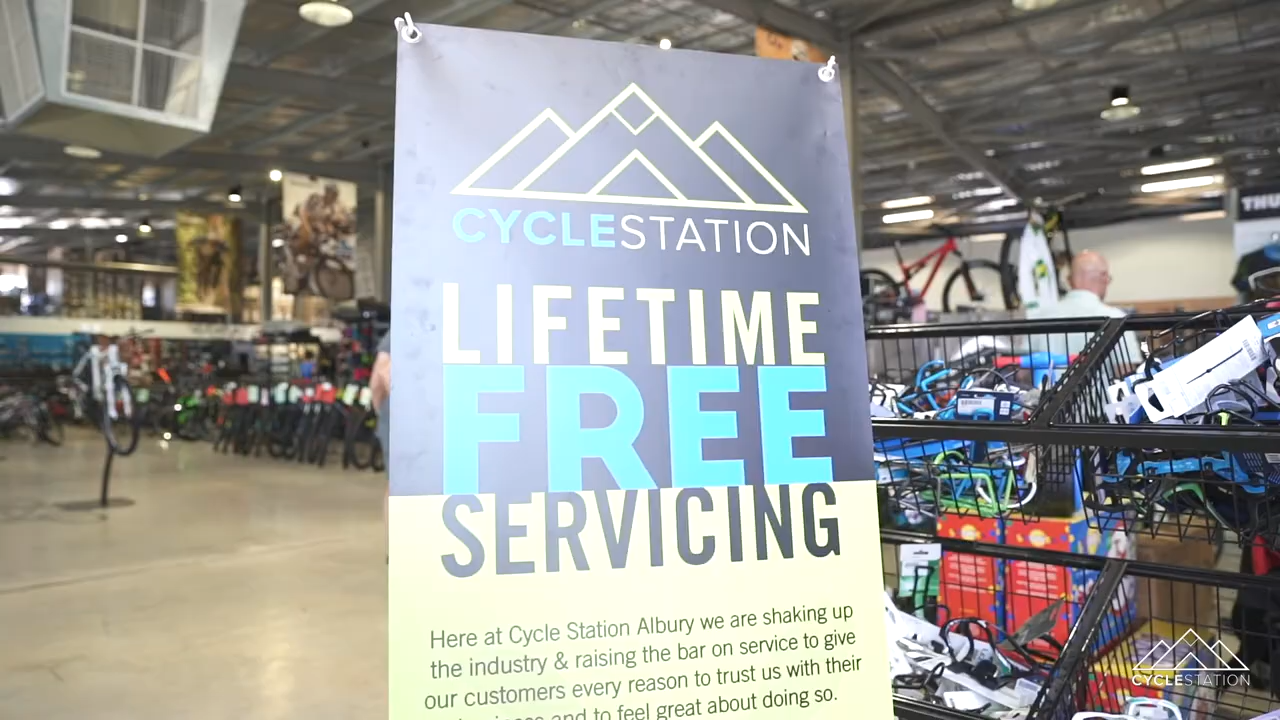 CYCLESTATION
LIFETIME
FREE
SERVICING
Here at Cycle Station Albury we are shaking up
the industry & raising the bar on service to give
our customers every reason to trust us with their
and to feel great about doing so.
THU
CYCLESTATION